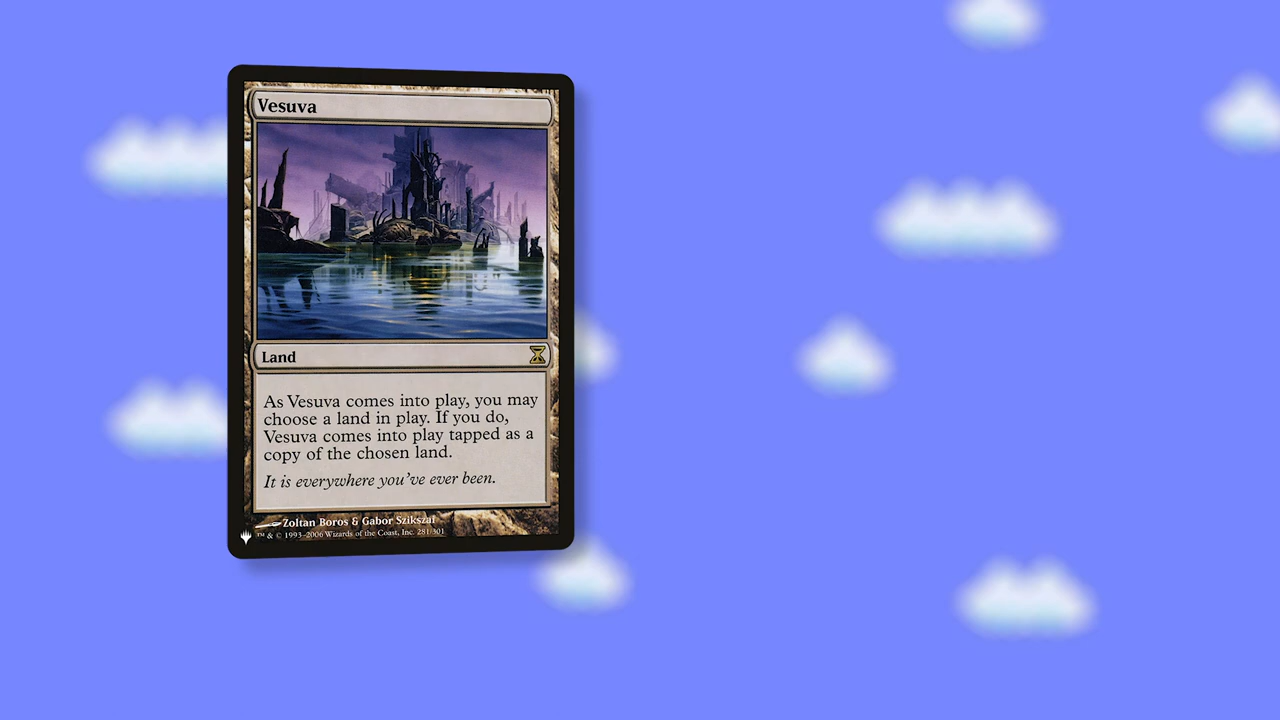 Vesuva
Land
As Vesuva comes into play, you may
choose a land in play. If you do,
Vesuva comes into play tapped as a
copy of the chosen land.
It is everywhere you've ever been.
Zoltan Boros & Gabor Szikszai
™ & © 1993–2006 Wizards of the Coast, Inc. 281/301